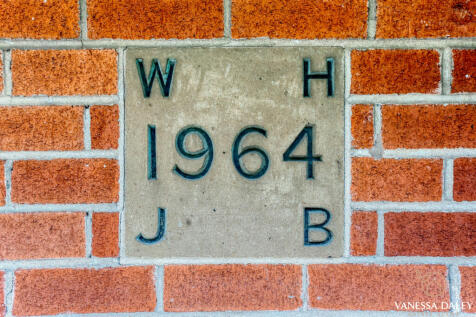 W H
1964
J B
VANESSA DALEY